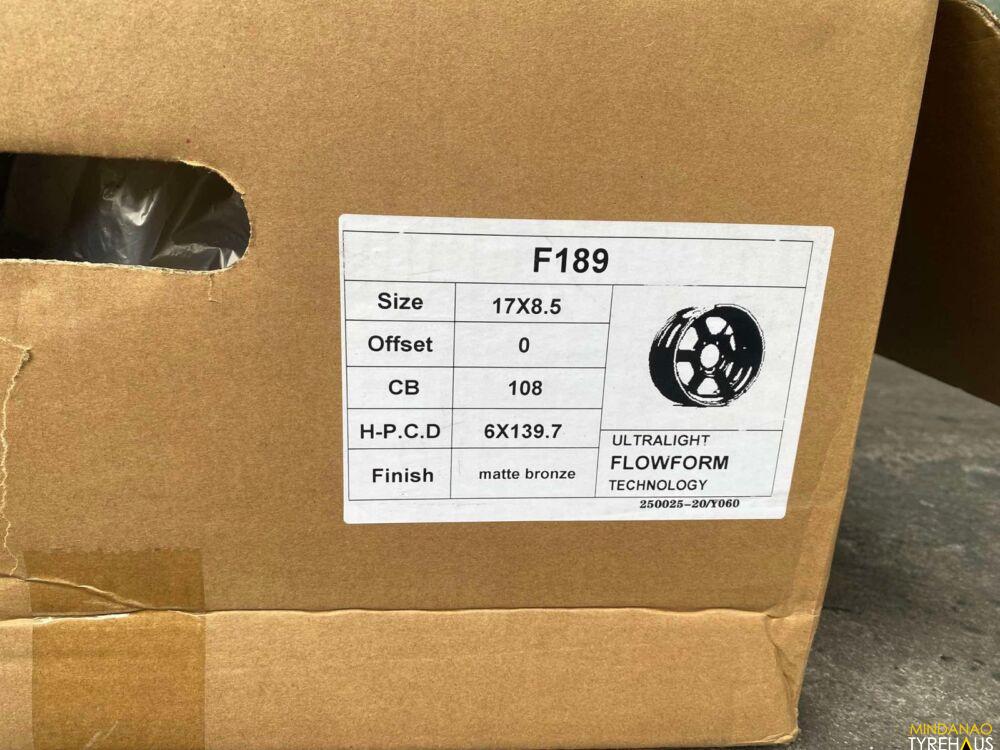 F189
Size 17X8.5
Offset 0
CB 108
H-P.C.D 6X139.7
Finish matte bronze
ULTRALIGHT
FLOWFORM
TECHNOLOGY
250025-20/Y060
MINDANAO
TYREHAUS